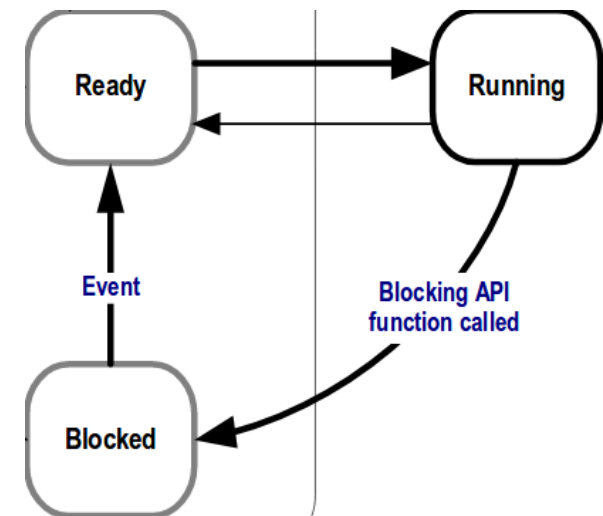 Ready
Running
Event
Blocking API
function called
Blocked